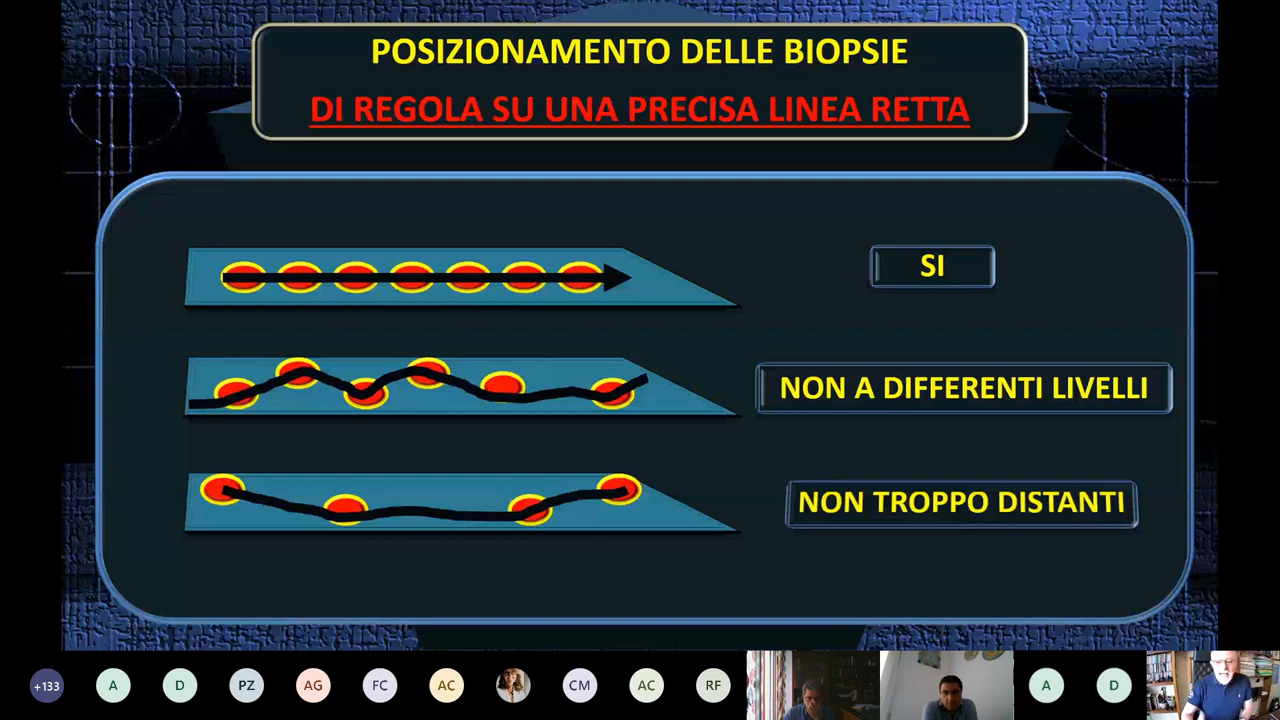 POSIZIONAMENTO DELLE BIOPSIE
DI REGOLA SU UNA PRECISA LINEA RETTA
SI
NON A DIFFERENTI LIVELLI
NON TROPPO DISTANTI
+133
A
D
PZ
AG
FC
AC
CM
AC
RF
A
D